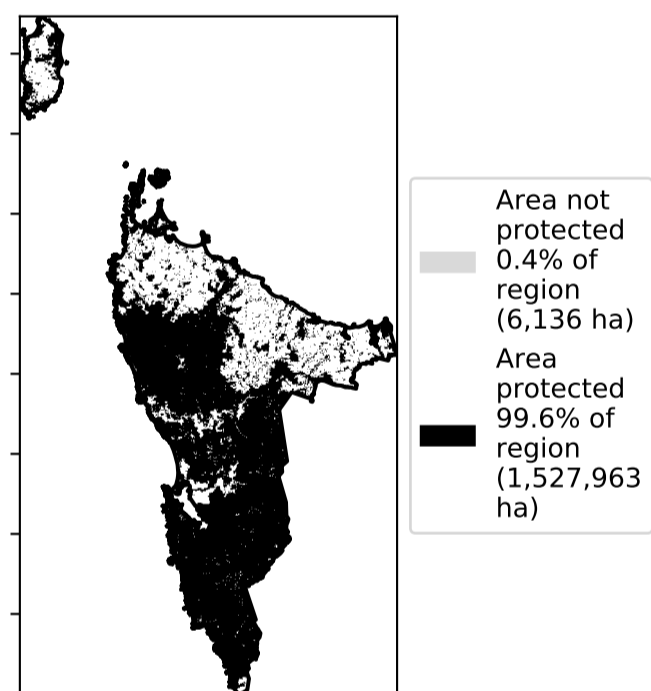 Area not
protected
0.4% of
region
(6,136 ha)
Area
protected
99.6% of
region
(1,527,963
ha)